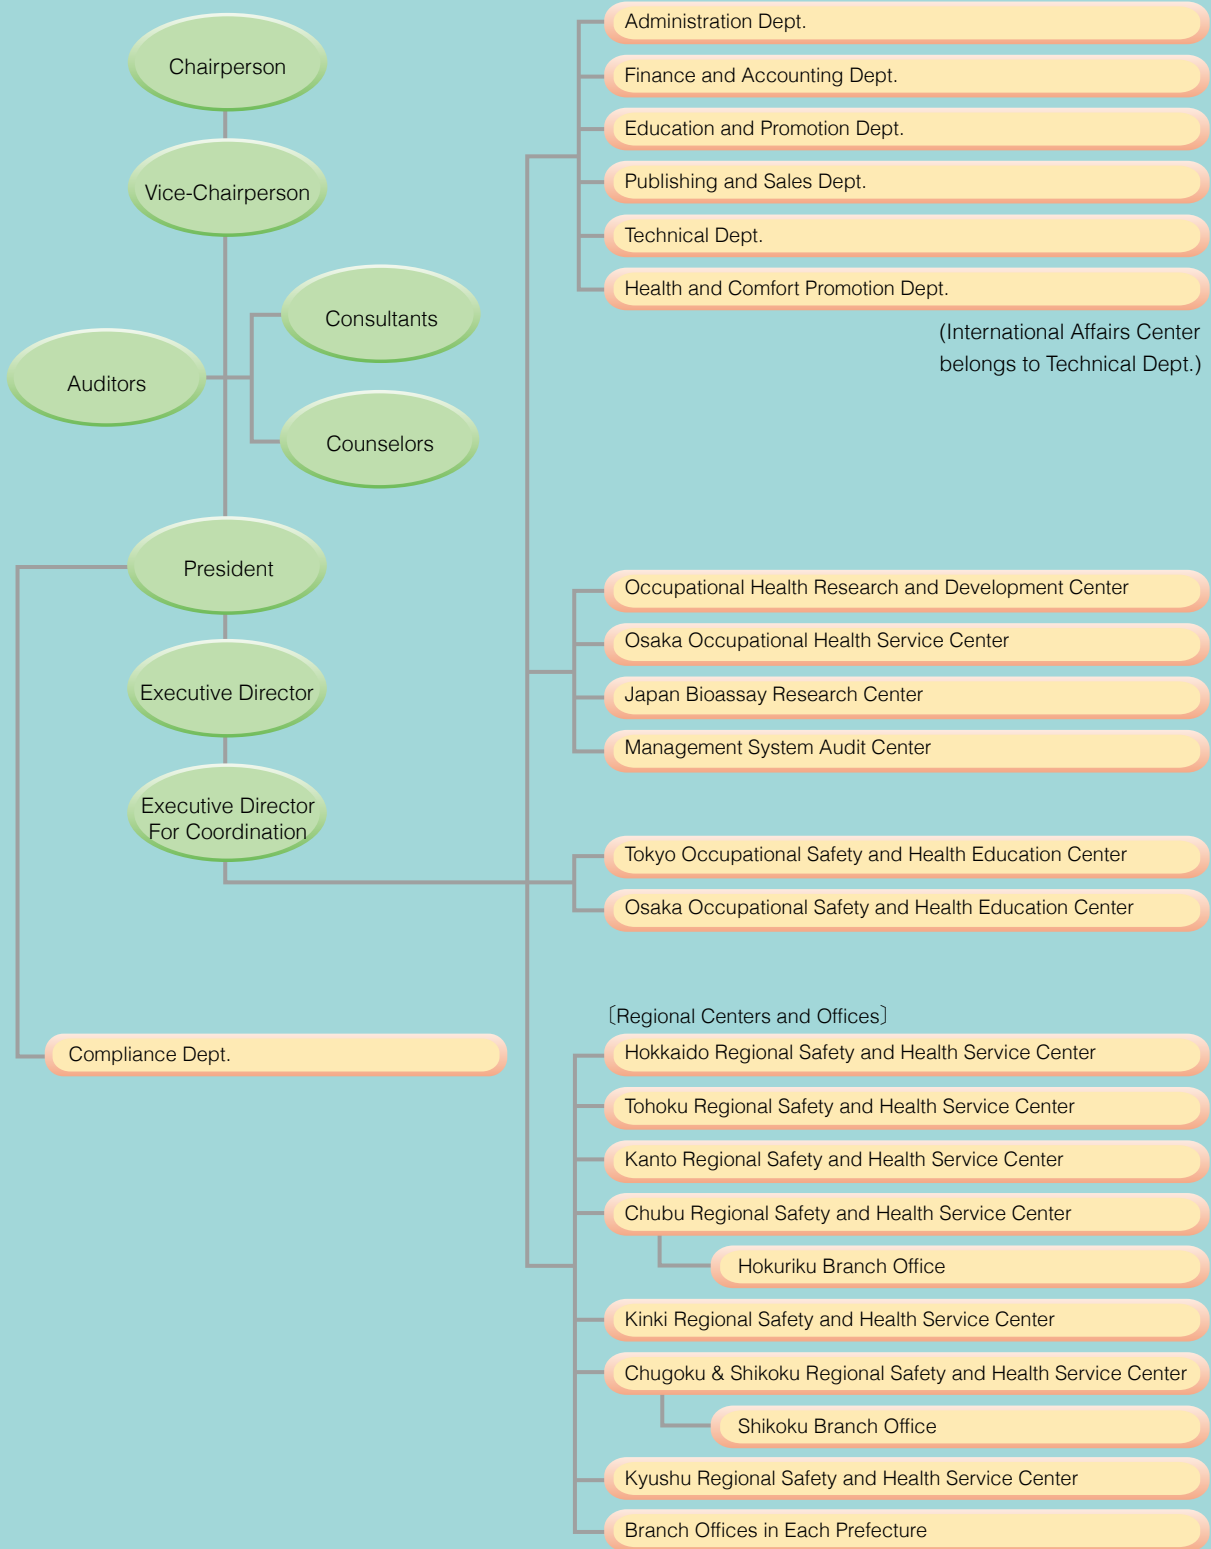 Chairperson
Vice-Chairperson
Consultants
Auditors
Counselors
President
Executive Director
Executive Director
For Coordination
Compliance Dept.
Administration Dept.
Finance and Accounting Dept.
Education and Promotion Dept.
Publishing and Sales Dept.
Technical Dept.
Health and Comfort Promotion Dept.
(International Affairs Center
belongs to Technical Dept.)
Occupational Health Research and Development Center
Osaka Occupational Health Service Center
Japan Bioassay Research Center
Management System Audit Center
Tokyo Occupational Safety and Health Education Center
Osaka Occupational Safety and Health Education Center
〔Regional Centers and Offices〕
Hokkaido Regional Safety and Health Service Center
Tohoku Regional Safety and Health Service Center
Kanto Regional Safety and Health Service Center
Chubu Regional Safety and Health Service Center
Hokuriku Branch Office
Kinki Regional Safety and Health Service Center
Chugoku & Shikoku Regional Safety and Health Service Center
Shikoku Branch Office
Kyushu Regional Safety and Health Service Center
Branch Offices in Each Prefecture